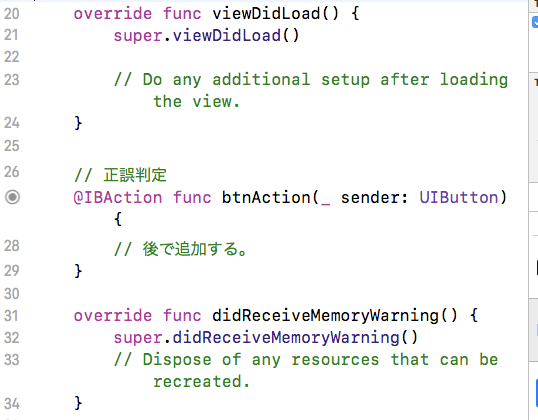 20 override func viewDidLoad() {
21 super.viewDidLoad()
22
23 // Do any additional setup after loading
the view.
24 }
25
26 // 正誤判定
@IBAction func btnAction(_ sender: UIButton)
{
28 // 後で追加する。
29 }
30
31 override func didReceiveMemoryWarning() {
32 super.didReceiveMemoryWarning()
33 // Dispose of any resources that can be
recreated.
34 }